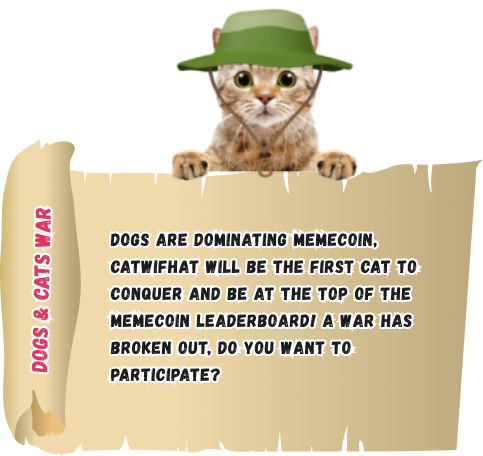 DOGS & CATS WAR
DOGS ARE DOMINATING MEMECOIN,
CATWIFHAT WILL BE THE FIRST CAT TO
CONQUER AND BE AT THE TOP OF THE
MEMECOIN LEADERBOARD! A WAR HAS
BROKEN OUT, DO YOU WANT TO
PARTICIPATE?